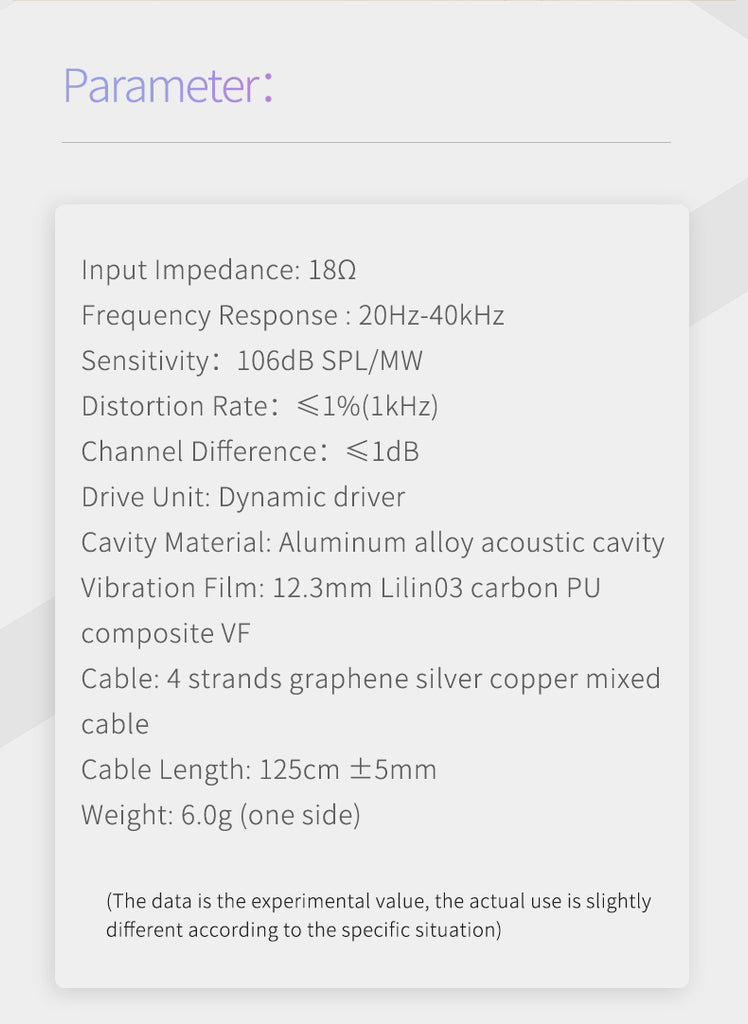 Parameter：
Input Impedance: 18Ω
Frequency Response : 20Hz-40kHz
Sensitivity：106dB SPL/MW
Distortion Rate：≤1%(1kHz)
Channel Difference：≤1dB
Drive Unit: Dynamic driver
Cavity Material: Aluminum alloy acoustic cavity
Vibration Film: 12.3mm Lilin03 carbon PU
composite VF
Cable: 4 strands graphene silver copper mixed
cable
Cable Length: 125cm ±5mm
Weight: 6.0g (one side)
(The data is the experimental value, the actual use is slightly
different according to the specific situation)